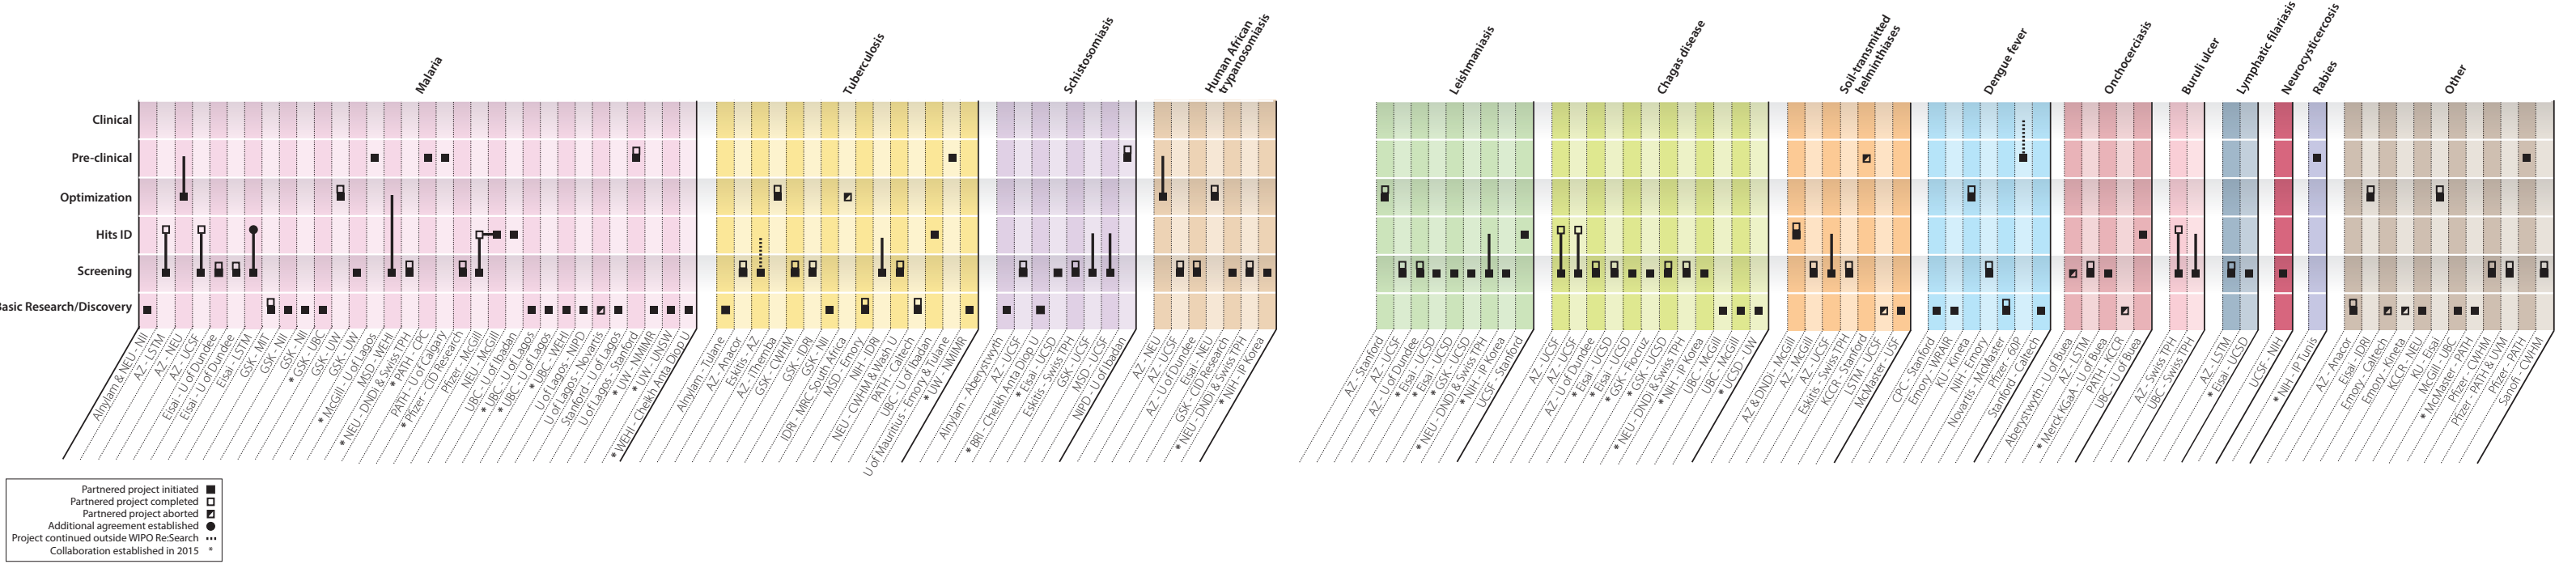 Malaria
Tuberculosis
Schistosomiasis
Human African
trypanosomiasis
Leishmaniasis
Chagas disease
Soil-transmitted
helminthiases
Dengue fever
Onchocerciasis
Buruli ulcer
Lymphatic filariasis
Neurocysticercosis
Rabies
Other
Clinical
Pre-clinical
Optimization
Hits ID
Screening
Basic Research/Discovery
Alnylam & NEU - NII
AZ - LSTM
AZ - NEU
AZ - UCSF
Eisai - U of Dundee
Eisai - U of Dundee
Eisai - LSTM
GSK - MIT
GSK - NII
GSK - NII
* GSK - UBC
GSK - UW
GSK - UW
* McGill - U of Lagos
MSD - WEHI
* NEU - DNDi & Swiss TPH
* PATH - CPC
PATH - U of Calgary
* Pfizer - CID Research
Pfizer - McGill
NEU - McGill
UBC - U of Ibadan
* UBC - U of Lagos
* UBC - U of Lagos
* UBC - WEHI
U of Lagos - NIPD
U of Lagos - Novartis
Stanford - U of Lagos
U of Lagos - Stanford
* UW - NMIMR
* UW - UNSW
* WEHI - Cheikh Anta Diop U
Alnylam - Tulane
AZ - Anacor
Eskitis - AZ
AZ - iThemba
GSK - CWHM
GSK - IDRI
GSK - NII
IDRI - MRC South Africa
MSD - Emory
NIH - IDRI
NEU - CWHM & Wash U
PATH - Caltech
UBC - U of Ibadan
U of Mauritius - Emory & Tulane
* UW - NMIMR
Alnylam - Aberystwyth
AZ - UCSF
* BRI - Cheikh Anta Diop U
* Eisai - UCSD
Eskitis - Swiss TPH
GSK - UCSF
MSD - UCSF
NIPD - U of Ibadan
AZ - NEU
AZ - UCSF
AZ - U of Dundee
Eisai - NEU
GSK - CID Research
* NEU - DNDi & Swiss TPH
* NIH - IP Korea
AZ - Stanford
AZ - UCSF
AZ - U of Dundee
* Eisai - UCSD
* Eisai - UCSD
* GSK - UCSD
* NEU - DNDi & Swiss TPH
* NIH - IP Korea
UCSF - Stanford
AZ - UCSF
AZ - UCSF
AZ - U of Dundee
* Eisai - UCSD
* Eisai - UCSD
* GSK - Fiocruz
* GSK - UCSD
* NEU - DNDi & Swiss TPH
* NIH - IP Korea
UBC - McGill
UBC - McGill
* UCSD - UW
AZ & DNDi - McGill
AZ - McGill
AZ - UCSF
Eskitis - Swiss TPH
KCCR - Stanford
LSTM - UCSF
McMaster - USF
CPC - Stanford
Emory - WRAIR
KU - Kineta
NIH - Emory
Novartis - McMaster
Pfizer - 60P
Stanford - Caltech
Aberystwyth - U of Buea
AZ - LSTM
* Merck KGaA - U of Buea
PATH - KCCR
UBC - U of Buea
AZ - Swiss TPH
UBC - Swiss TPH
AZ - LSTM
* Eisai - UCSD
UCSF - NIH
* NIH - IP Tunis
AZ - Anacor
Eisai - IDRI
Emory - Caltech
Emory - Kineta
KCCR - NEU
KU - Eisai
McGill - UBC
* McMaster - PATH
Pfizer - CWHM
Pfizer - PATH & UVM
Pfizer - PATH
Sanofi - CWHM
Partnered project initiated
Partnered project completed
Partnered project aborted
Additional agreement established
Project continued outside WIPO Re:Search
Collaboration established in 2015 *